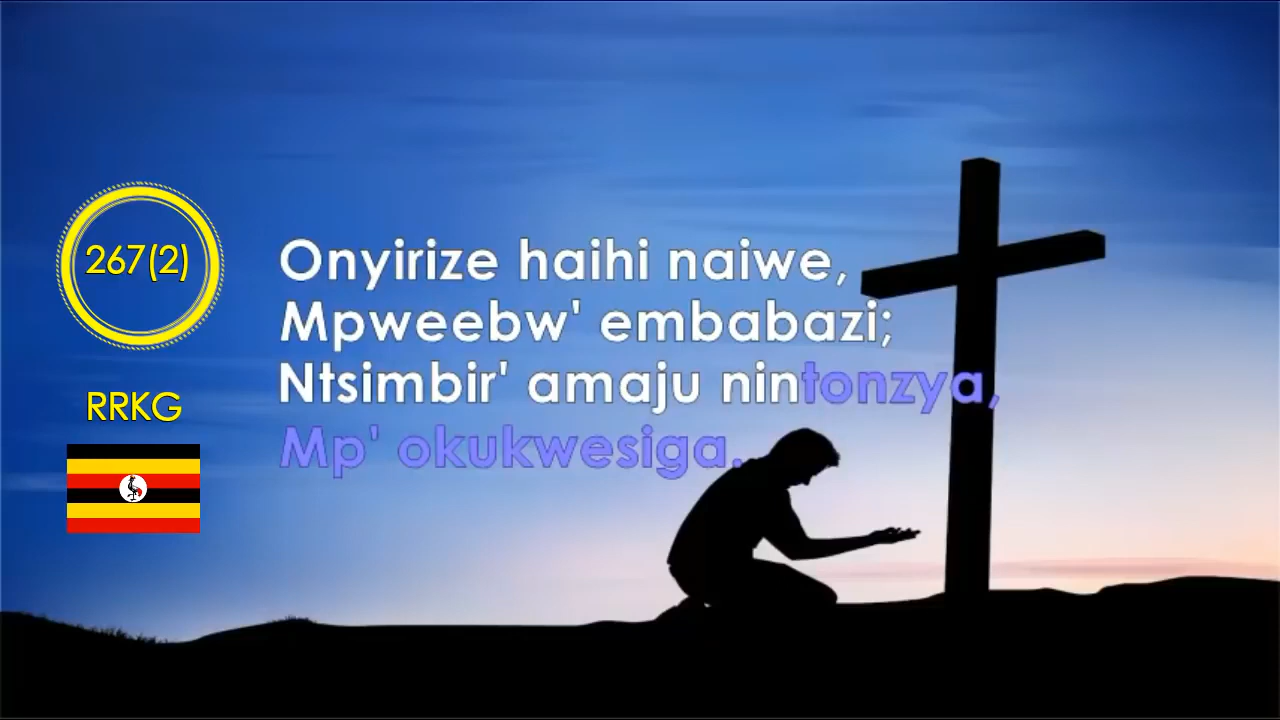 267(2)
RRKG
Onyirize haihi naiwe,
Mpweebw' embabazi;
Ntsimbir' amaju nintonzya,
Mp' okukwesiga.